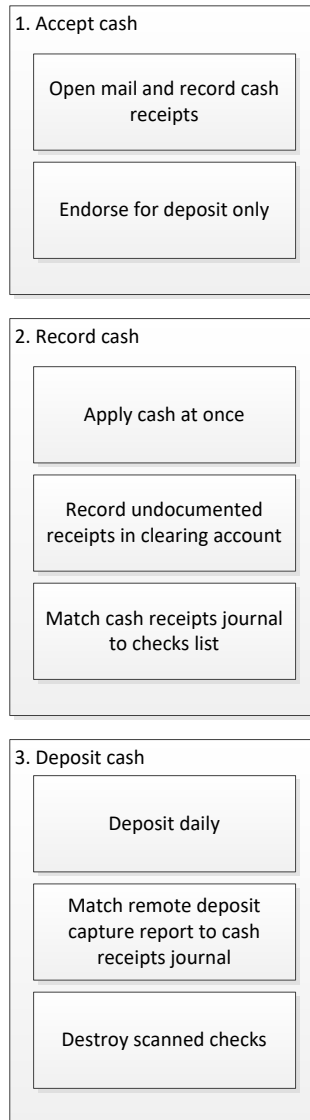 1. Accept cash
Open mail and record cash
receipts
Endorse for deposit only
2. Record cash
Apply cash at once
Record undocumented
receipts in clearing account
Match cash receipts journal
to checks list
3. Deposit cash
Deposit daily
Match remote deposit
capture report to cash
receipts journal
Destroy scanned checks